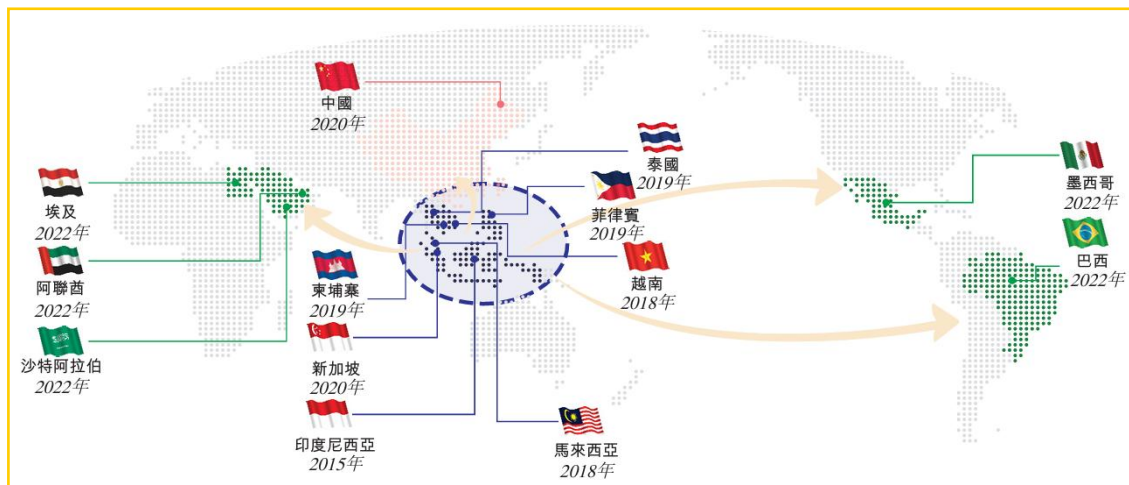 中國
2020年
泰國
2019年
埃及
2022年
菲律賓
2019年
墨西哥
2022年
阿聯酋
2022年
柬埔寨
2019年
越南
2018年
巴西
2022年
沙特阿拉伯
2022年
新加坡
2020年
印度尼西亞
2015年
馬來西亞
2018年